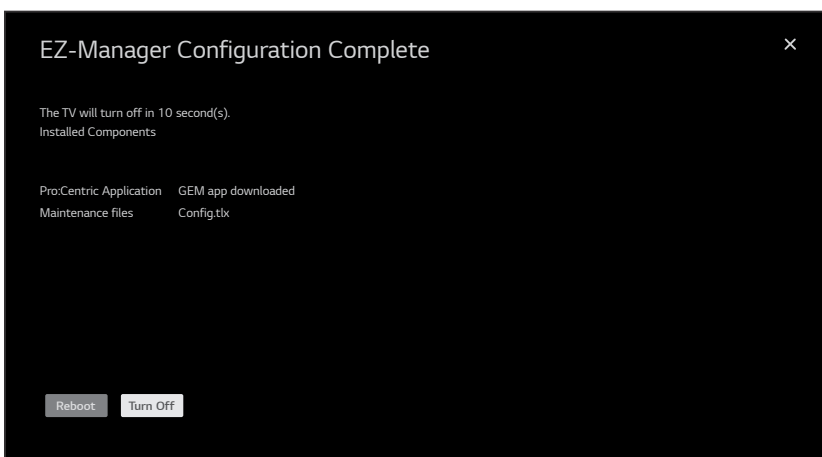 EZ-Manager Configuration Complete
The TV will turn off in 10 second(s).
Installed Components
Pro:Centric Application GEM app downloaded
Maintenance files Config.tlx
Reboot Turn Off